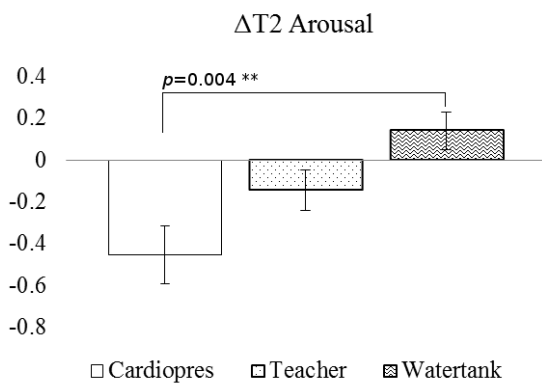 ΔT2 Arousal
0.4
p=0.004 **
0.2
0
-0.2
-0.4
-0.6
-0.8
Cardiopres Teacher Watertank